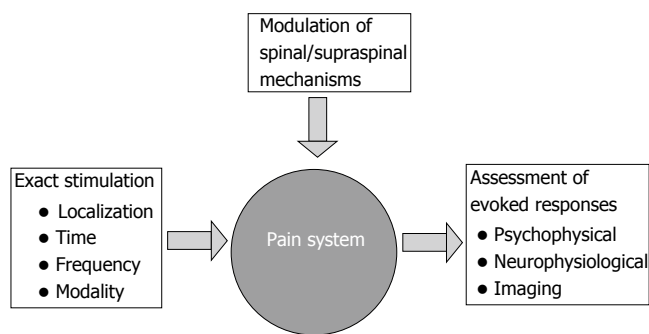 Modulation of
spinal/supraspinal
mechanisms
Exact stimulation
● Localization
● Time
● Frequency
● Modality
Pain system
Assessment of
evoked responses
● Psychophysical
● Neurophysiological
● Imaging